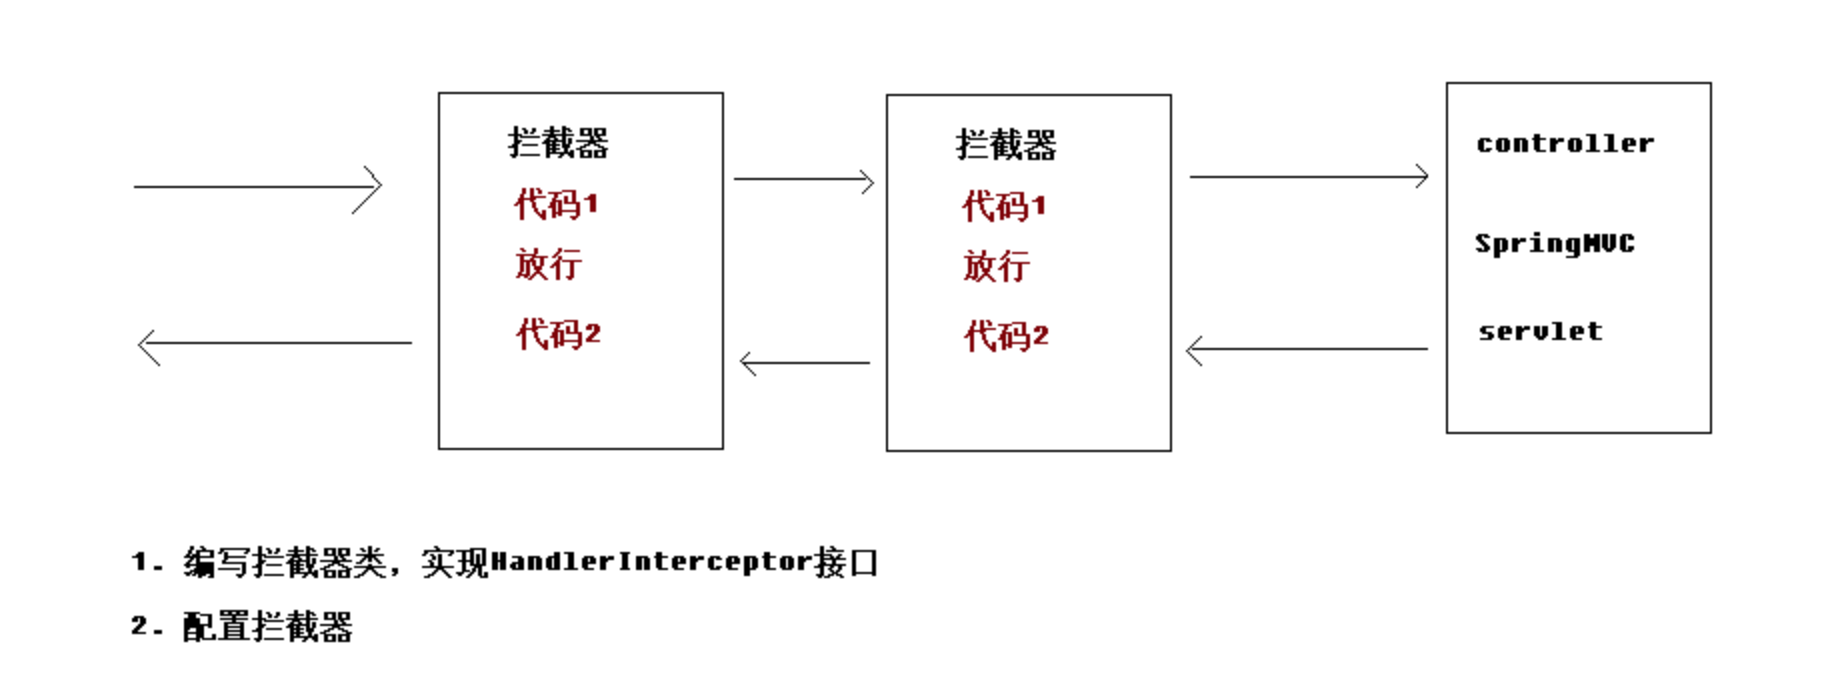 拦截器
代码1
放行
代码2
拦截器
代码1
放行
代码2
controller
SpringMVC
servlet
1. 编写拦截器类，实现HandlerInterceptor接口
2. 配置拦截器